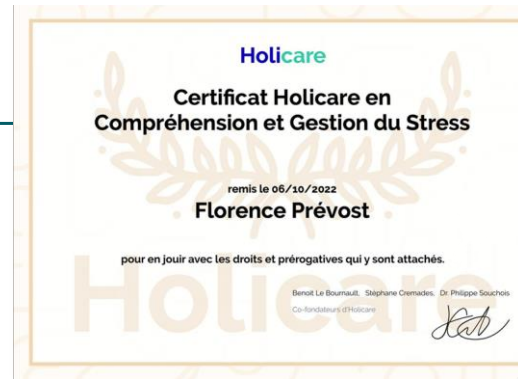 Holicare
Certificat Holicare en
Compréhension et Gestion du Stress
remis le 06/10/2022
Florence Prévost
pour en jouir avec les droits et prérogatives qui y sont attachés.
Holicare
Benoit Le Bournault, Stéphane Cremades, Dr. Philippe Souchois
Co-fondateurs d'Holicare